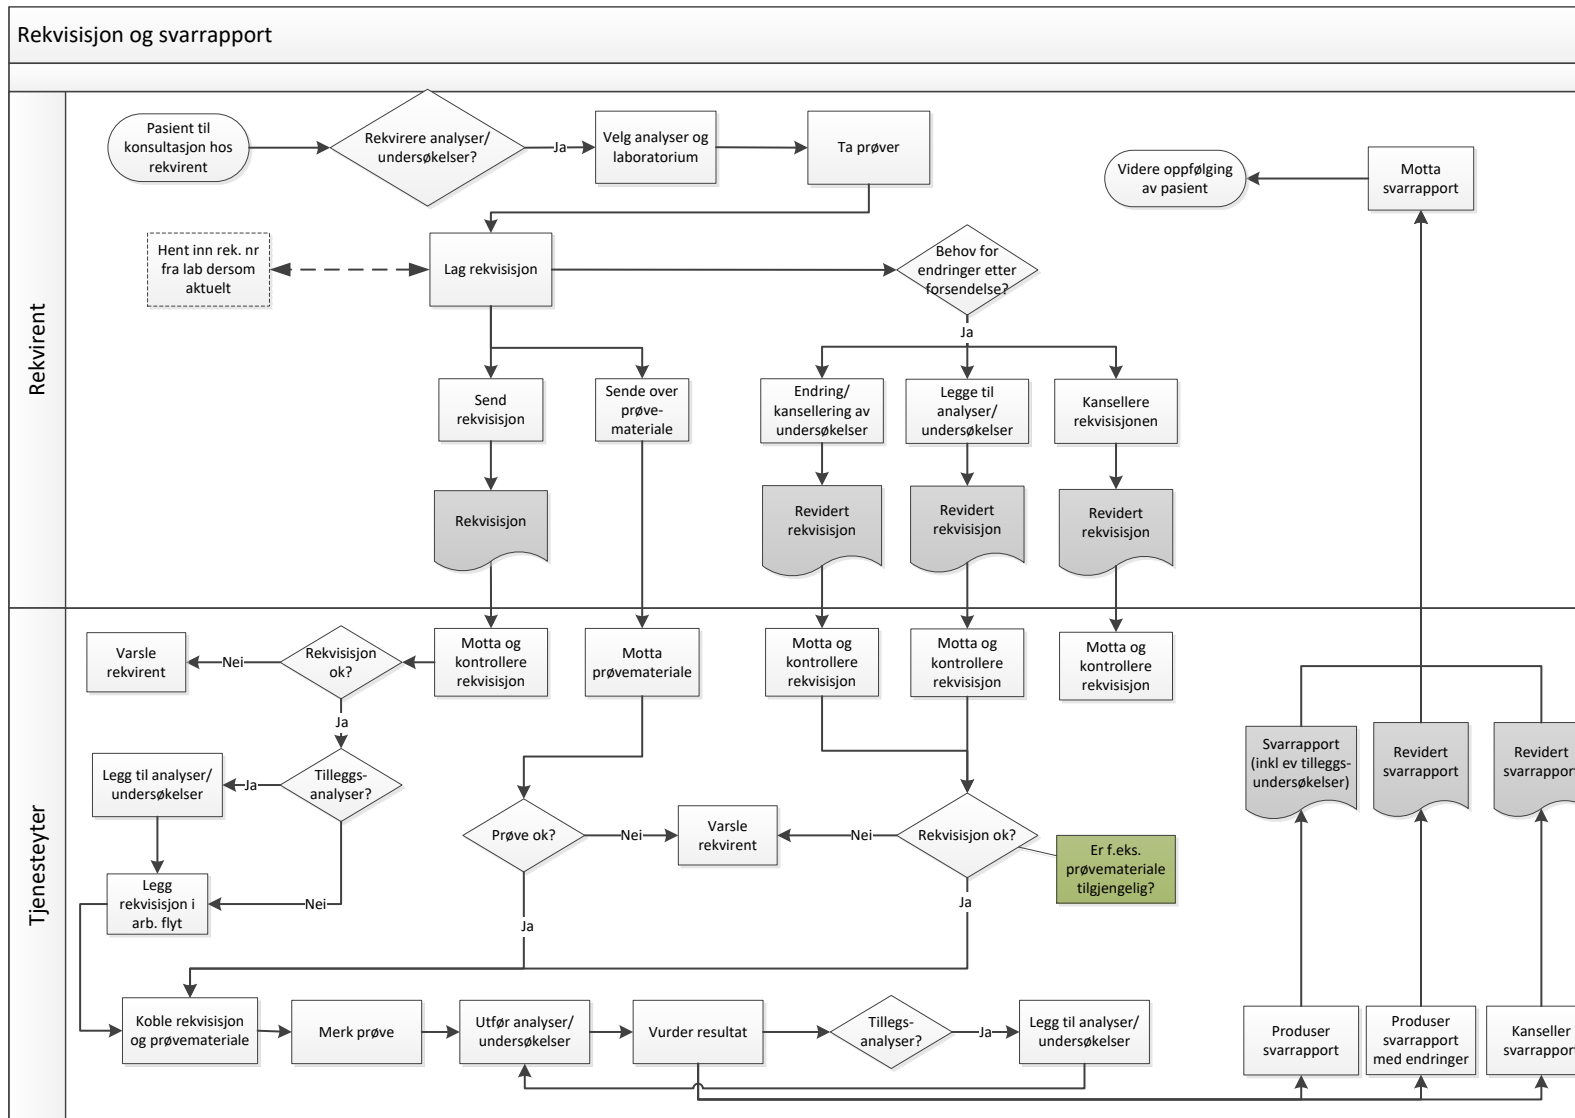 Rekvisisjon og svarrapport
Rekvirent
Pasient til
konsultasjon hos
rekvirent
Rekvirere analyser/
undersøkelser?
Ja
Velg analyser og
laboratorium
Ta prøver
Videre oppfølging
av pasient
Motta
svarrapport
Hent inn rek. nr
fra lab dersom
aktuelt
Lag rekvisisjon
Behov for
endringer etter
forsendelse?
Ja
Send
rekvisisjon
Sende over
prøve-
materiale
Endring/
kansellering av
undersøkelser
Legge til
analyser/
undersøkelser
Kansellere
rekvisisjonen
Rekvisisjon
Revidert
rekvisisjon
Revidert
rekvisisjon
Revidert
rekvisisjon
Tjenesteyter
Varsle
rekvirent
Nei
Rekvisisjon
ok?
Motta og
kontrollere
rekvisisjon
Motta
prøvemateriale
Motta og
kontrollere
rekvisisjon
Motta og
kontrollere
rekvisisjon
Motta og
kontrollere
rekvisisjon
Ja
Legg til analyser/
undersøkelser
Ja
Tilleggs-
analyser?
Svarrapport
(inkl ev tilleggs-
undersøkelser)
Revidert
svarrapport
Revidert
svarrapport
Prøve ok?
Nei
Varsle
rekvirent
Nei
Rekvisisjon ok?
Er f.eks.
prøvemateriale
tilgjengelig?
Legg
rekvisisjon i
arb. flyt
Nei
Ja
Ja
Koble rekvisisjon
og prøvemateriale
Merk prøve
Utfør analyser/
undersøkelser
Vurder resultat
Tillegs-
analyser?
Ja
Legg til analyser/
undersøkelser
Produser
svarrapport
Produser
svarrapport
med endringer
Kanseller
svarrapport